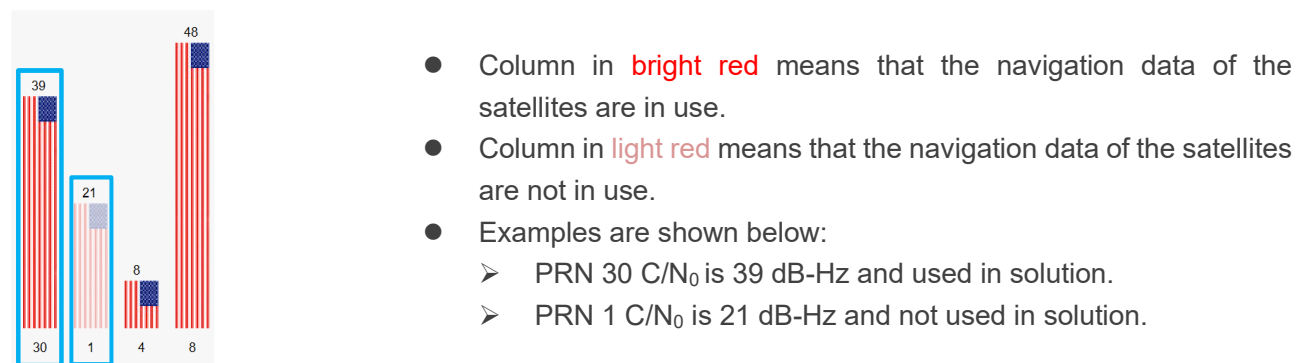 48
39
21
8
30 1 4 8
● Column in bright red means that the navigation data of the
satellites are in use.
● Column in light red means that the navigation data of the satellites
are not in use.
● Examples are shown below:
➢ PRN 30 C/N₀ is 39 dB-Hz and used in solution.
➢ PRN 1 C/N₀ is 21 dB-Hz and not used in solution.